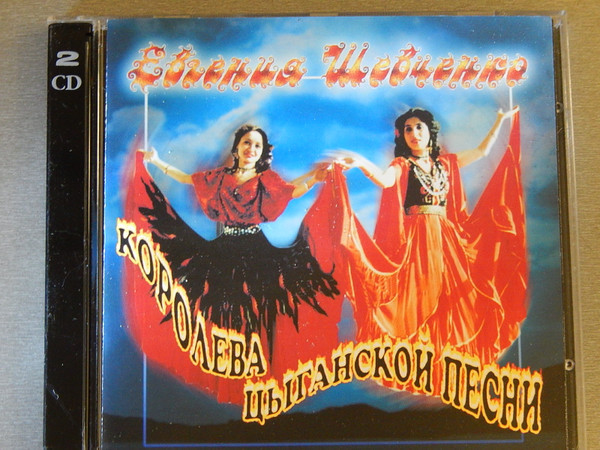 2
CD
Евгения Шевченко
КОРОЛЕВА
ЦЫГАНСКОЙ ПЕСНИ